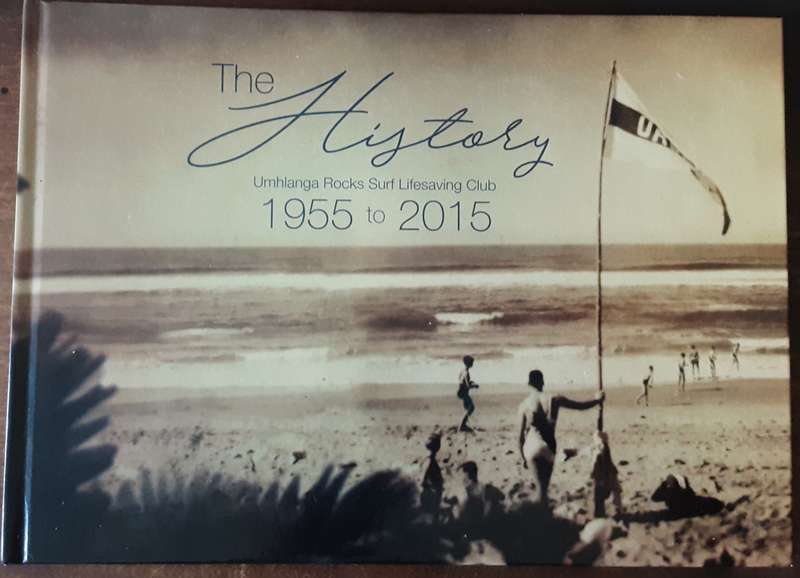 The
History
Umhlanga Rocks Surf Lifesaving Club
1955 to 2015